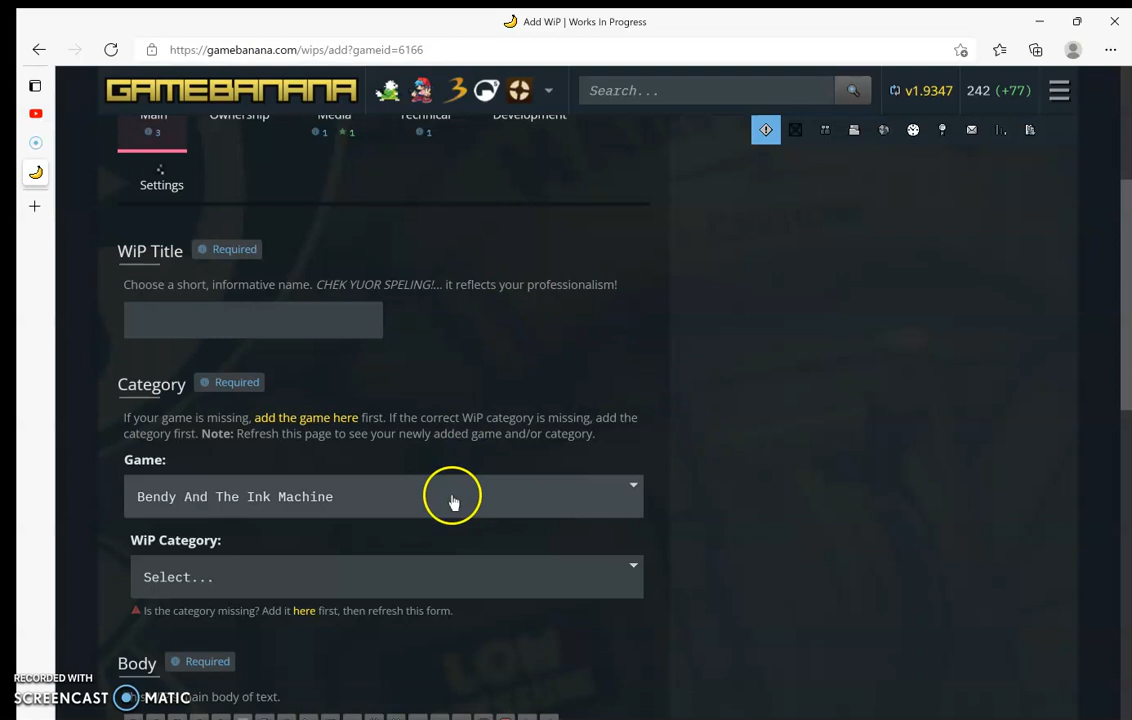 Add WiP | Works In Progress
https://gamebanana.com/wips/add?gameid=6166
GAMEBANANA
Search...
v1.9347
242 (+77)
Main
Ownership
Media
Technical
Development
3
1
1
1
Settings
WiP Title
Required
Choose a short, informative name. CHEK YUOR SPELING!... it reflects your professionalism!
Category
Required
If your game is missing, add the game here first. If the correct WiP category is missing, add the
category first. Note: Refresh this page to see your newly added game and/or category.
Game:
Bendy And The Ink Machine
WiP Category:
Select...
Is the category missing? Add it here first, then refresh this form.
Body
Required
main body of text.
RECORDED WITH
SCREENCAST MATIC